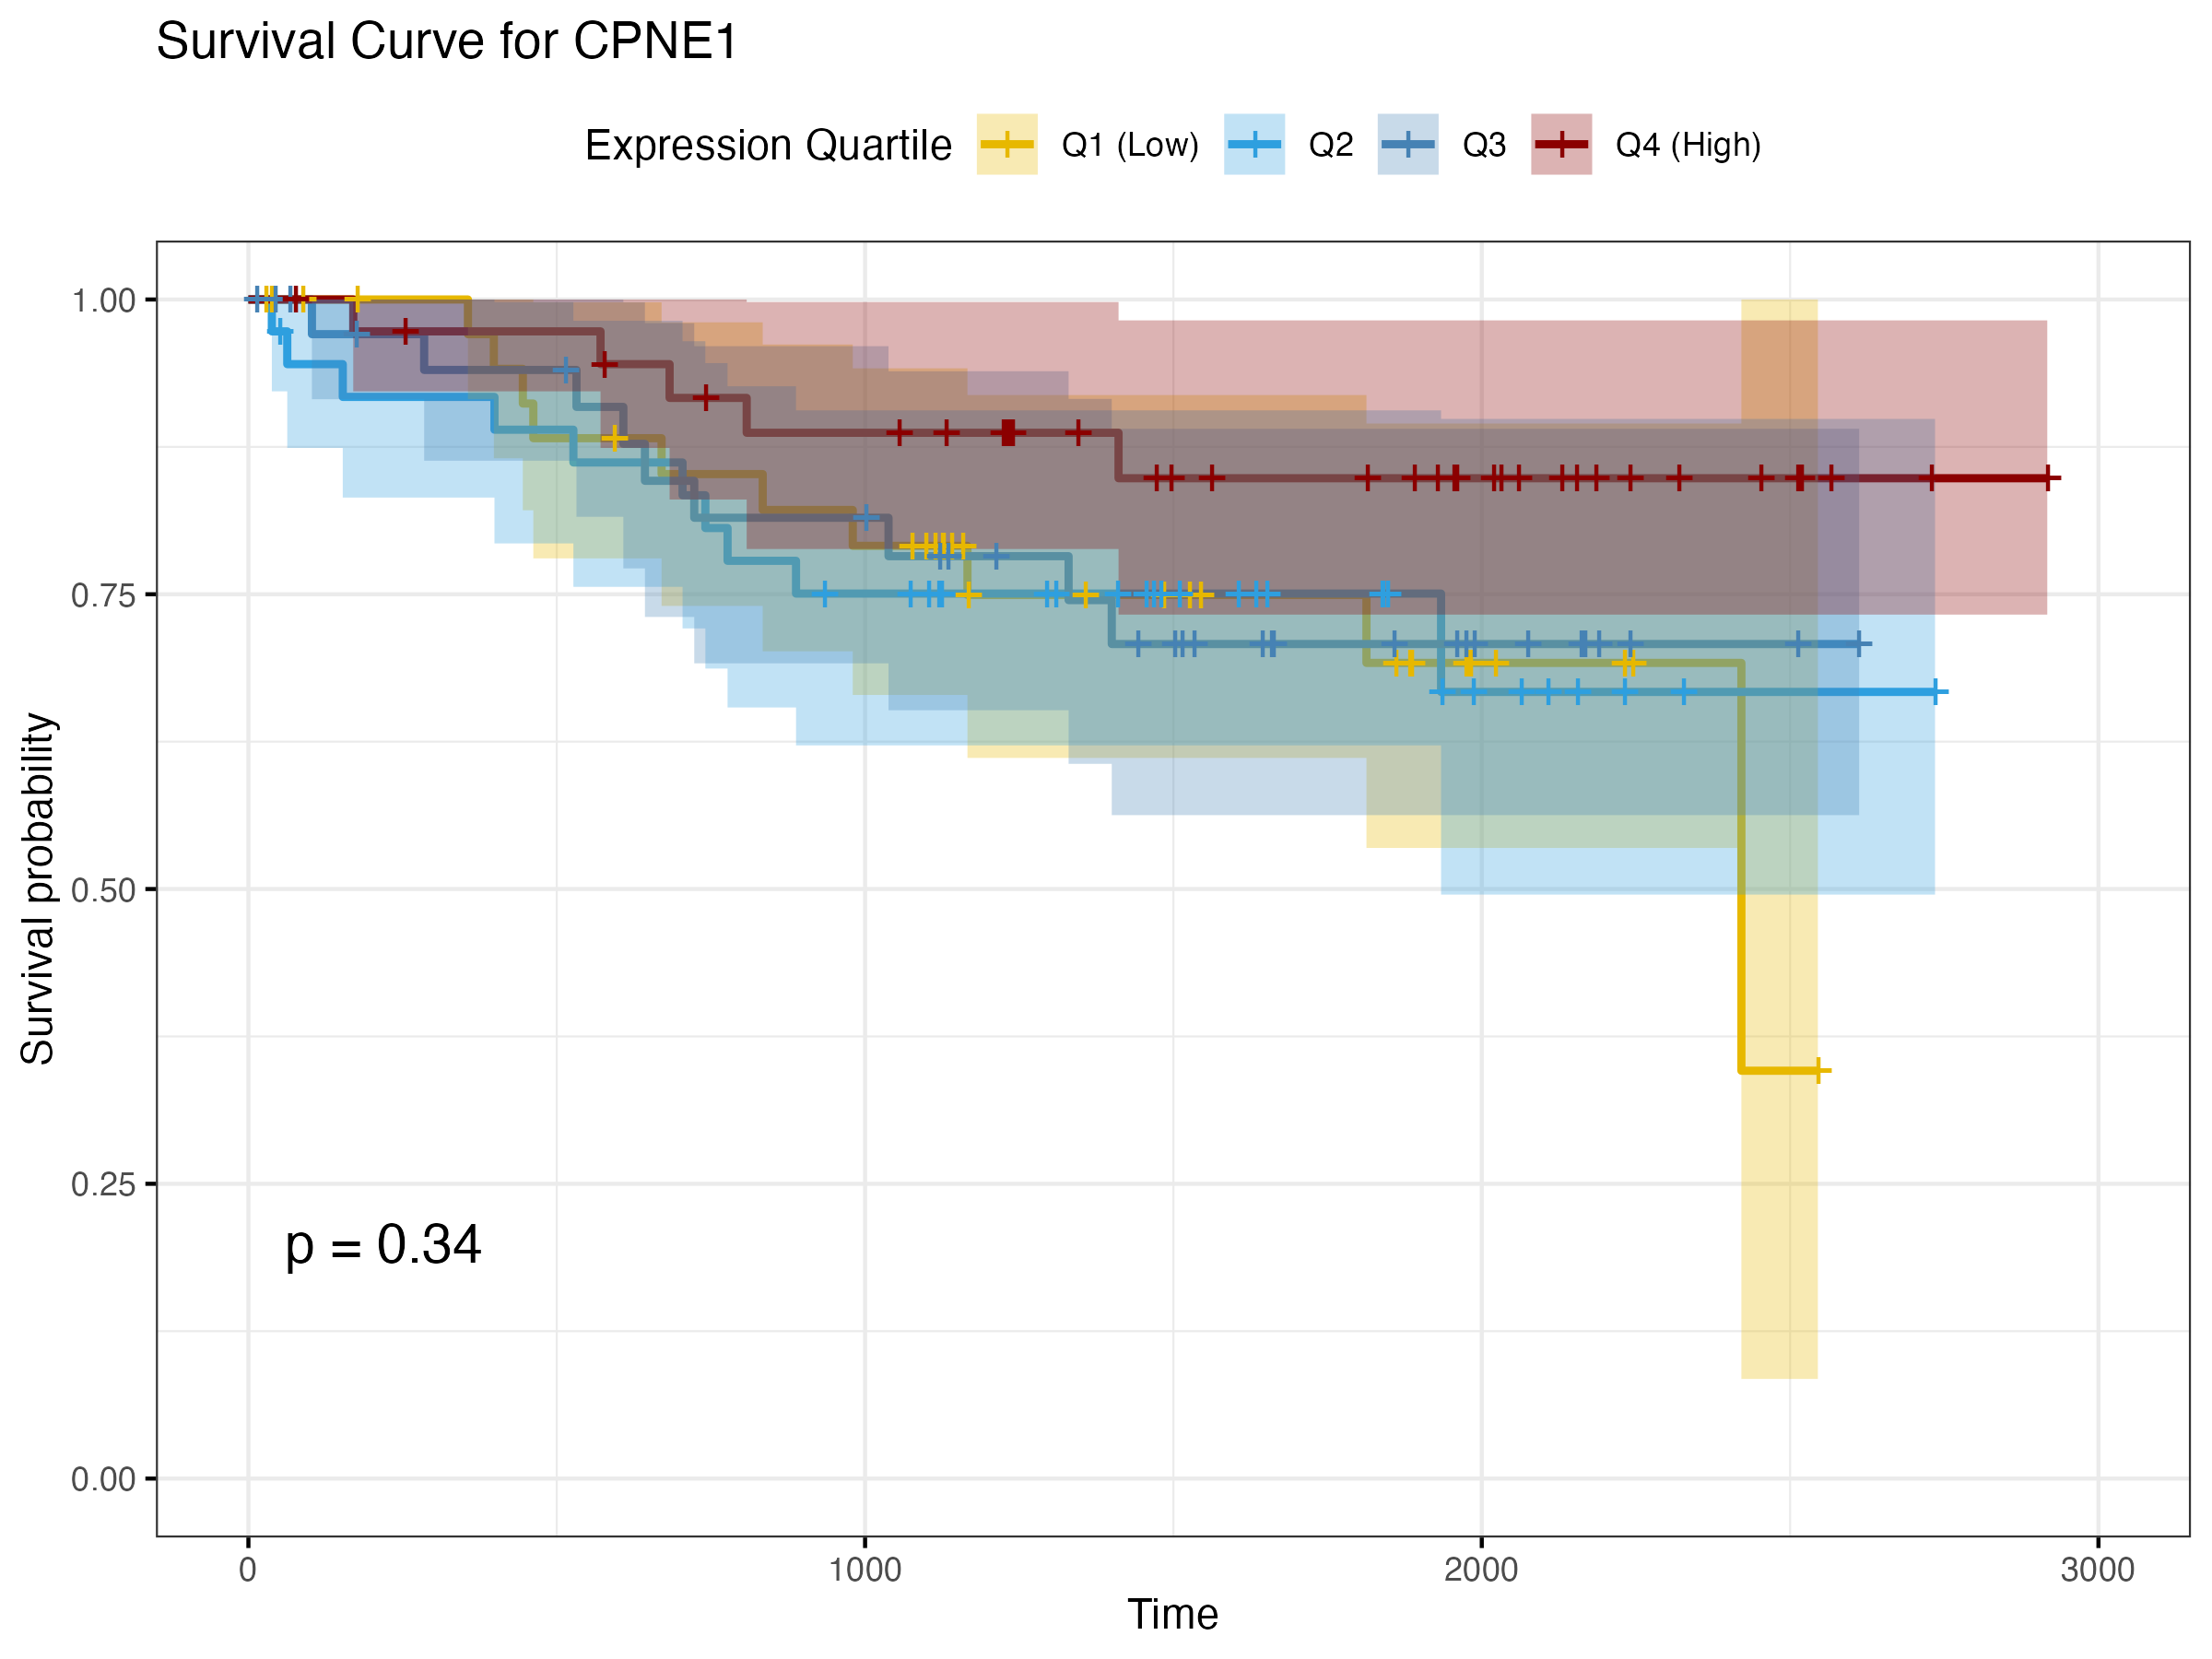 Survival Curve for CPNE1
Expression Quartile Q1 (Low) Q2 Q3 Q4 (High)
1.00
0.75
0.50
0.25
0.00
Survival probability
p = 0.34
0 1000 2000 3000
Time